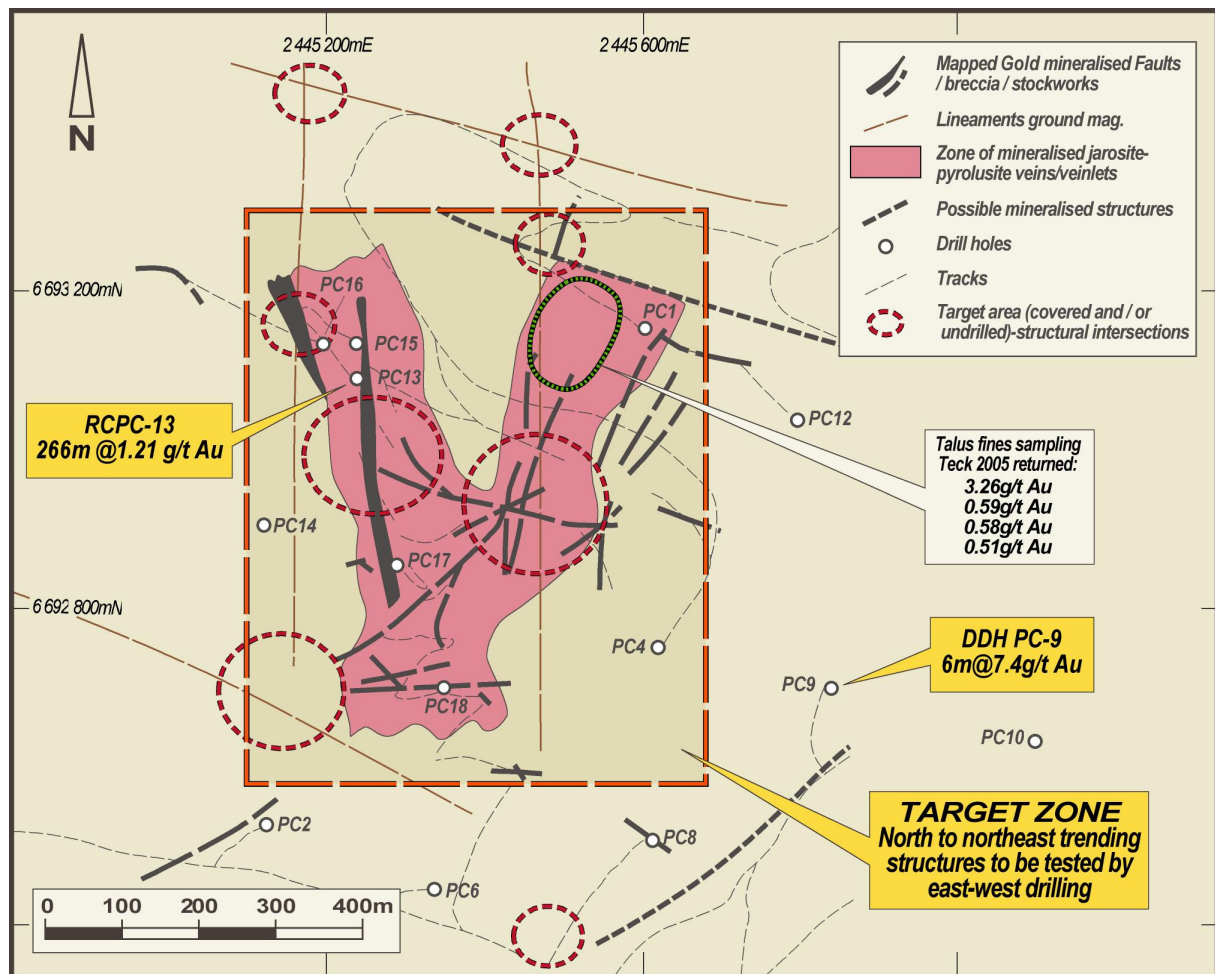 2 445 200mE
2 445 600mE
N
Mapped Gold mineralised Faults
/ breccia / stockworks
Lineaments ground mag.
Zone of mineralised jarosite-
pyrolusite veins/veinlets
Possible mineralised structures
Drill holes
Tracks
Target area (covered and / or
undrilled)-structural intersections
6 693 200mN
PC16
PC1
PC15
PC13
PC12
RCPC-13
266m @1.21 g/t Au
Talus fines sampling
Teck 2005 returned:
3.26g/t Au
0.59g/t Au
0.58g/t Au
0.51g/t Au
PC14
PC17
6 692 800mN
PC4
DDH PC-9
6m@7.4g/t Au
PC9
PC18
PC10
TARGET ZONE
North to northeast trending
structures to be tested by
east-west drilling
PC2
PC8
PC6
0 100 200 300 400m